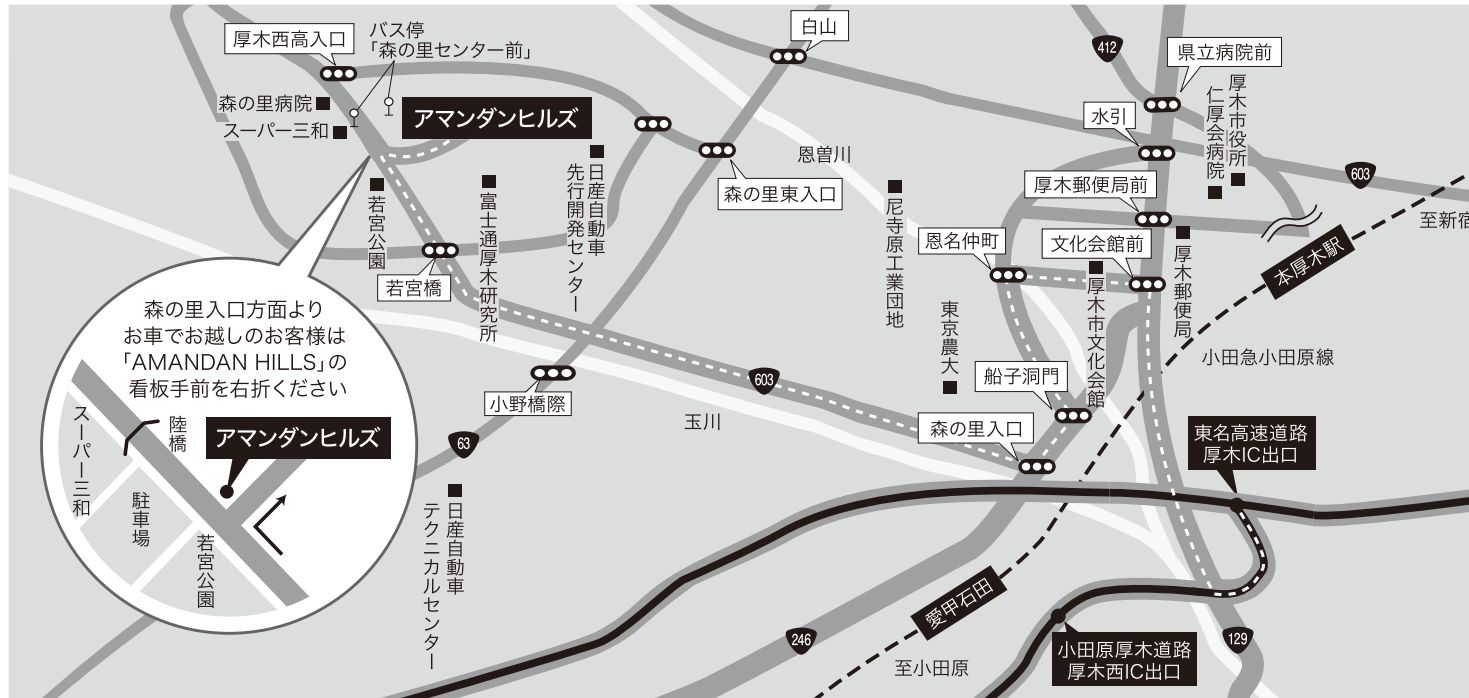 厚木西高入口
バス停
「森の里センター前」
白山
412
県立病院前
森の里病院
スーパー三和
アマンダンヒルズ
水引
厚木市役所
仁厚会病院
恩曽川
603
森の里東入口
厚木郵便局前
至新宿
若宮公園
富士通厚木研究所
日産自動車
先行開発センター
尼寺原工業団地
恩名仲町
文化会館前
厚木郵便局
本厚木駅
若宮橋
東京農大
厚木市文化会館
小田急小田原線
森の里入口方面より
お車でお越しのお客様は
「AMANDAN HILLS」の
看板手前を右折ください
スーパー三和
陸橋
アマンダンヒルズ
駐車場
若宮公園
小野橋際
603
船子洞門
玉川
63
森の里入口
東名高速道路
厚木IC出口
日産自動車
テクニカルセンター
愛甲石田
246
至小田原
小田原厚木道路
厚木西IC出口
129